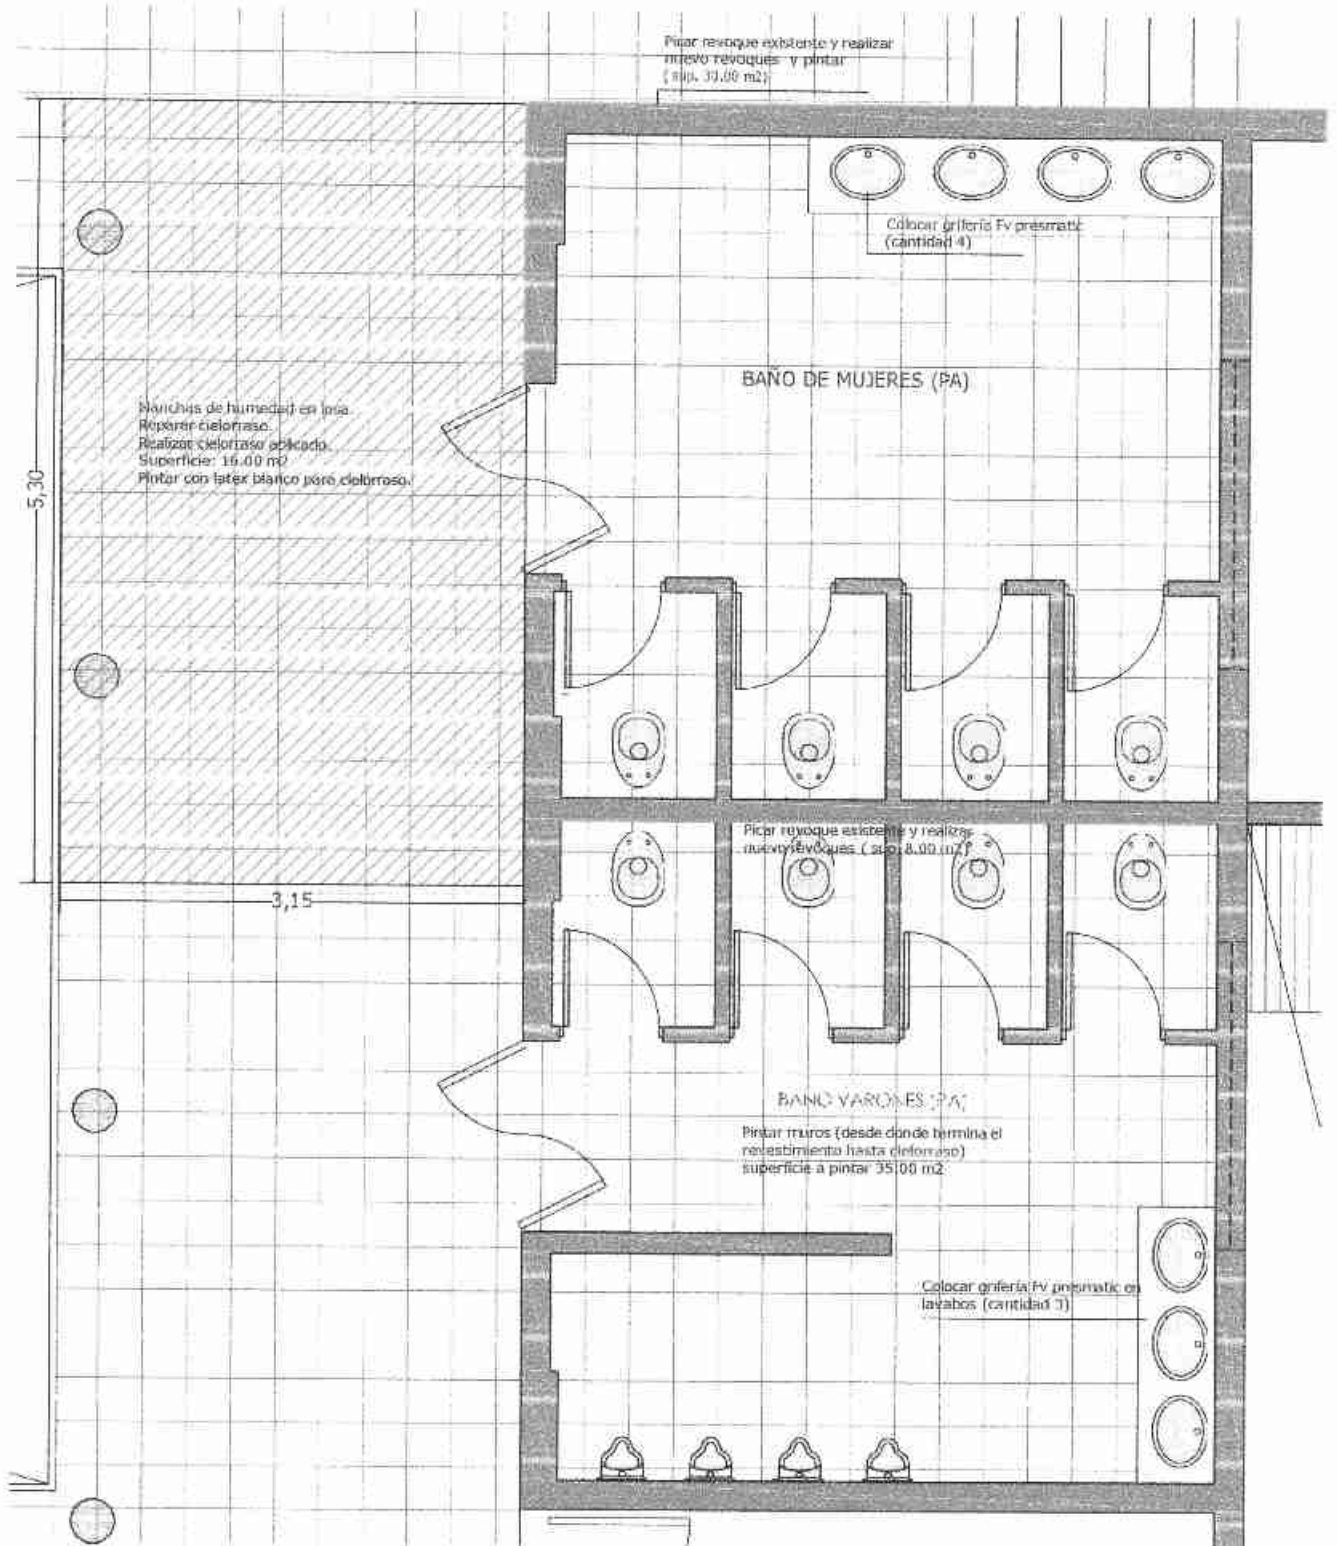 Picar revoque existente y realizar
nuevo revoques y pintar
( sup. 30.00 m2)
Colocar grifería Fv presmatic
(cantidad 4)
BAÑO DE MUJERES (PA)
Manchas de humedad en losa.
Reparar cielorraso.
Realizar cielorraso aplicado.
Superficie: 16.00 m2
Pintar con latex blanco para cielorraso.
5,30
Picar revoque existente y realizar
nuevo revoques ( sup. 8.00 m2)
3,15
BANO VARONES (PA)
Pintar muros (desde donde termina el
revestimiento hasta cielorraso)
superficie a pintar 35.00 m2
Colocar grifería Fv presmatic en
lavabos (cantidad 3)